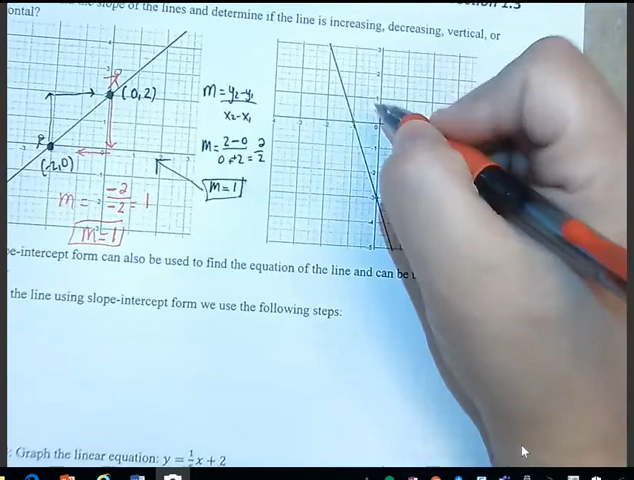 slope of the lines and determine if the line is increasing, decreasing, vertical, or
ontal?
(0,2)
(-2,0)
m = y₂-y₁
x₂-x₁
m = 2-0 = 2
0+2 2
m=1
m = -2 = 1
-2
m=1
pe-intercept form can also be used to find the equation of the line and can be
the line using slope-intercept form we use the following steps:
: Graph the linear equation: y =
x + 2